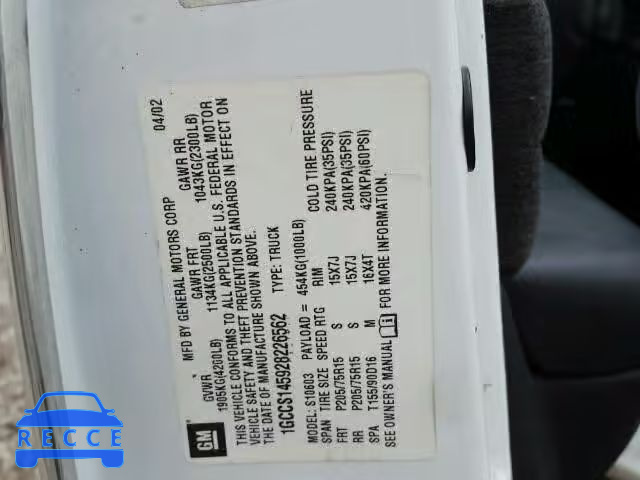 MFD BY GENERAL MOTORS CORP 04/02
GVWR GAWR FRT GAWR RR
1905KG(4200LB) 1134KG(2500LB) 1043KG(2300LB)
THIS VEHICLE CONFORMS TO ALL APPLICABLE U.S. FEDERAL MOTOR
VEHICLE SAFETY AND THEFT PREVENTION STANDARDS IN EFFECT ON
THE DATE OF MANUFACTURE SHOWN ABOVE.
1GCCS145928226562 TYPE: TRUCK
MODEL: S10603 PAYLOAD = 454KG(1000LB)
SPAN TIRE SIZE SPEED RTG RIM COLD TIRE PRESSURE
FRT P205/75R15 S 15X7J 240KPA(35PSI)
RR P205/75R15 S 15X7J 240KPA(35PSI)
SPA T155/90D16 M 16X4T 420KPA(60PSI)
SEE OWNER'S MANUAL FOR MORE INFORMATION.
GM
RECCE